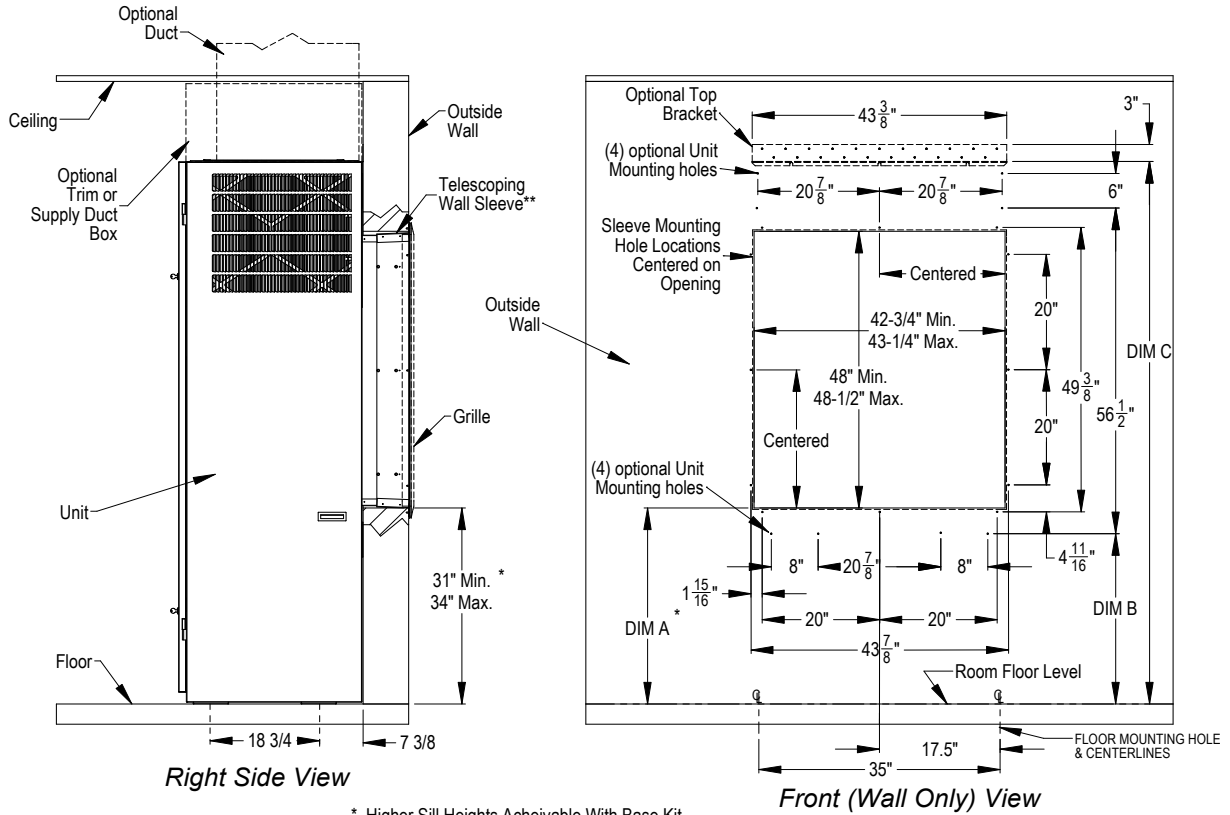 Optional
Duct
Ceiling
Outside
Wall
Optional
Trim or
Supply Duct
Box
Telescoping
Wall Sleeve**
Grille
Unit
31" Min. *
34" Max.
Floor
18 3/4
7 3/8
Right Side View
Optional Top
Bracket
43 3/8"
3"
(4) optional Unit
Mounting holes
20 7/8"
20 7/8"
6"
Sleeve Mounting
Hole Locations
Centered on
Opening
Centered
Outside
Wall
42-3/4" Min.
43-1/4" Max.
20"
DIM C
48" Min.
48-1/2" Max.
49 3/8"
56 1/2"
Centered
20"
(4) optional Unit
Mounting holes
8"
20 7/8"
8"
4 11/16"
1 15/16"
DIM A *
20"
20"
DIM B
43 7/8"
Room Floor Level
℄
℄
17.5"
FLOOR MOUNTING HOLE
& CENTERLINES
35"
Front (Wall Only) View
* Higher Sill Heights Acheivable With Base Kit